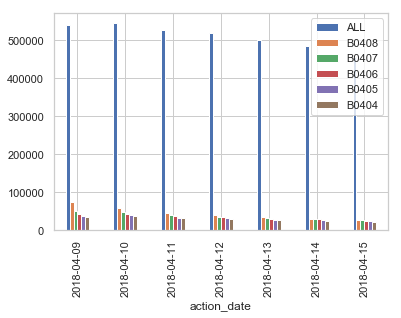 500000
400000
300000
200000
100000
0
ALL
B0408
B0407
B0406
B0405
B0404
2018-04-09
2018-04-10
2018-04-11
2018-04-12
2018-04-13
2018-04-14
2018-04-15
action_date